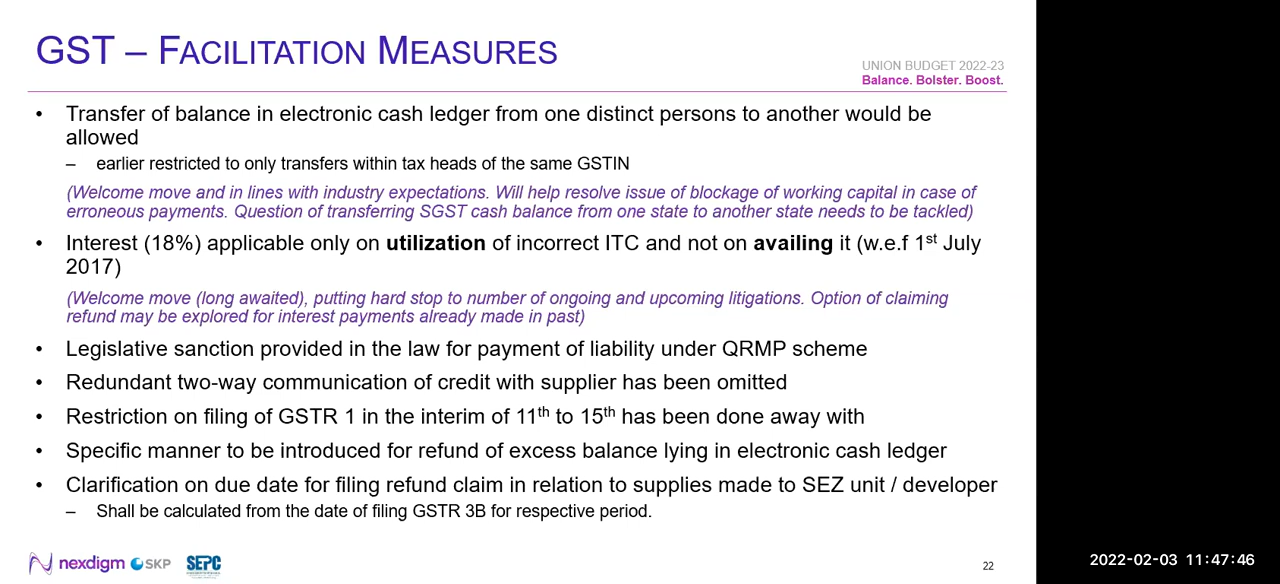 GST – FACILITATION MEASURES
UNION BUDGET 2022-23
Balance. Bolster. Boost.
• Transfer of balance in electronic cash ledger from one distinct persons to another would be
allowed
– earlier restricted to only transfers within tax heads of the same GSTIN
(Welcome move and in lines with industry expectations. Will help resolve issue of blockage of working capital in case of
erroneous payments. Question of transferring SGST cash balance from one state to another state needs to be tackled)
• Interest (18%) applicable only on utilization of incorrect ITC and not on availing it (w.e.f 1st July
2017)
(Welcome move (long awaited), putting hard stop to number of ongoing and upcoming litigations. Option of claiming
refund may be explored for interest payments already made in past)
• Legislative sanction provided in the law for payment of liability under QRMP scheme
• Redundant two-way communication of credit with supplier has been omitted
• Restriction on filing of GSTR 1 in the interim of 11th to 15th has been done away with
• Specific manner to be introduced for refund of excess balance lying in electronic cash ledger
• Clarification on due date for filing refund claim in relation to supplies made to SEZ unit / developer
– Shall be calculated from the date of filing GSTR 3B for respective period.
nexdigm SKP SEPC
22
2022-02-03 11:47:46